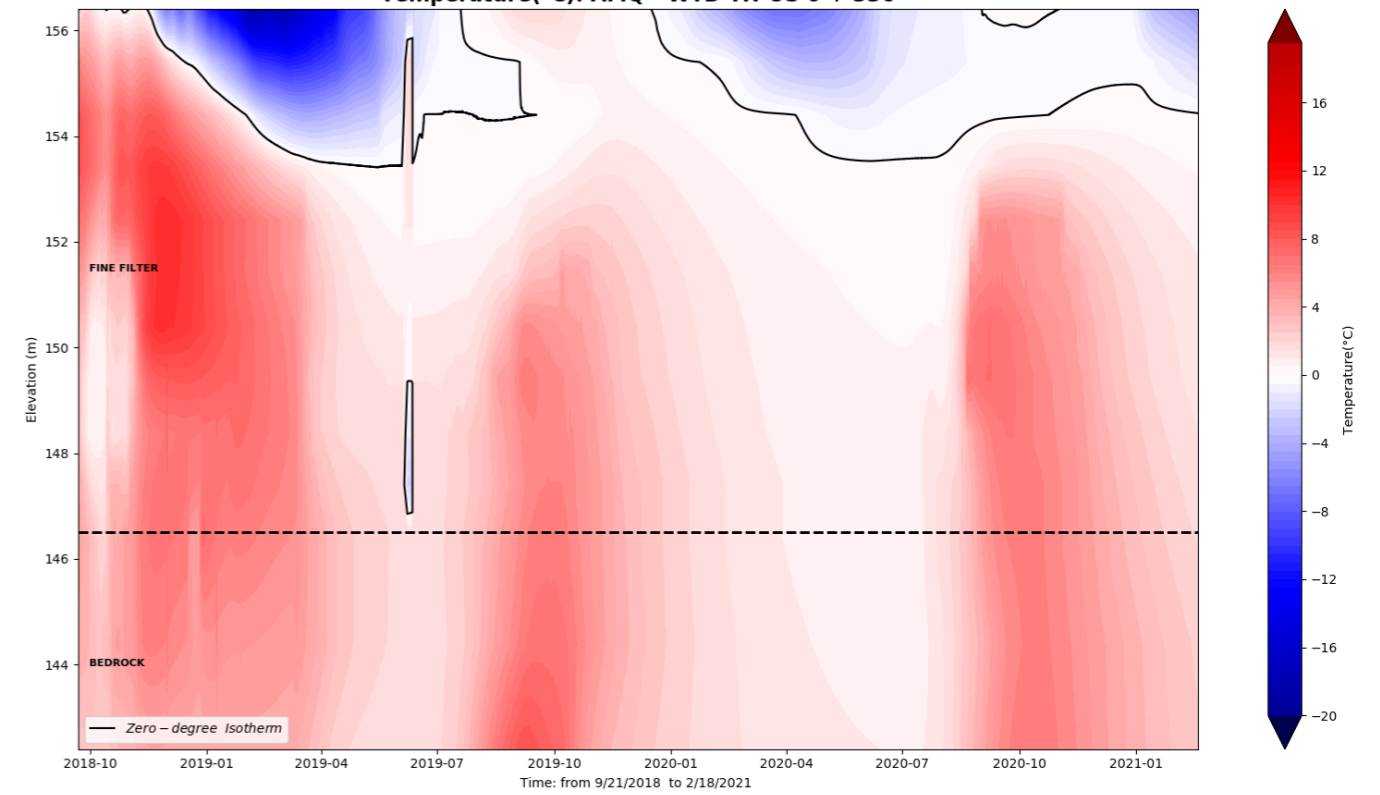 156
154
152
150
148
146
144
Elevation (m)
FINE FILTER
BEDROCK
Zero – degree Isotherm
2018-10 2019-01 2019-04 2019-07 2019-10 2020-01 2020-04 2020-07 2020-10 2021-01
Time: from 9/21/2018 to 2/18/2021
16
12
8
4
0
−4
−8
−12
−16
−20
Temperature(°C)